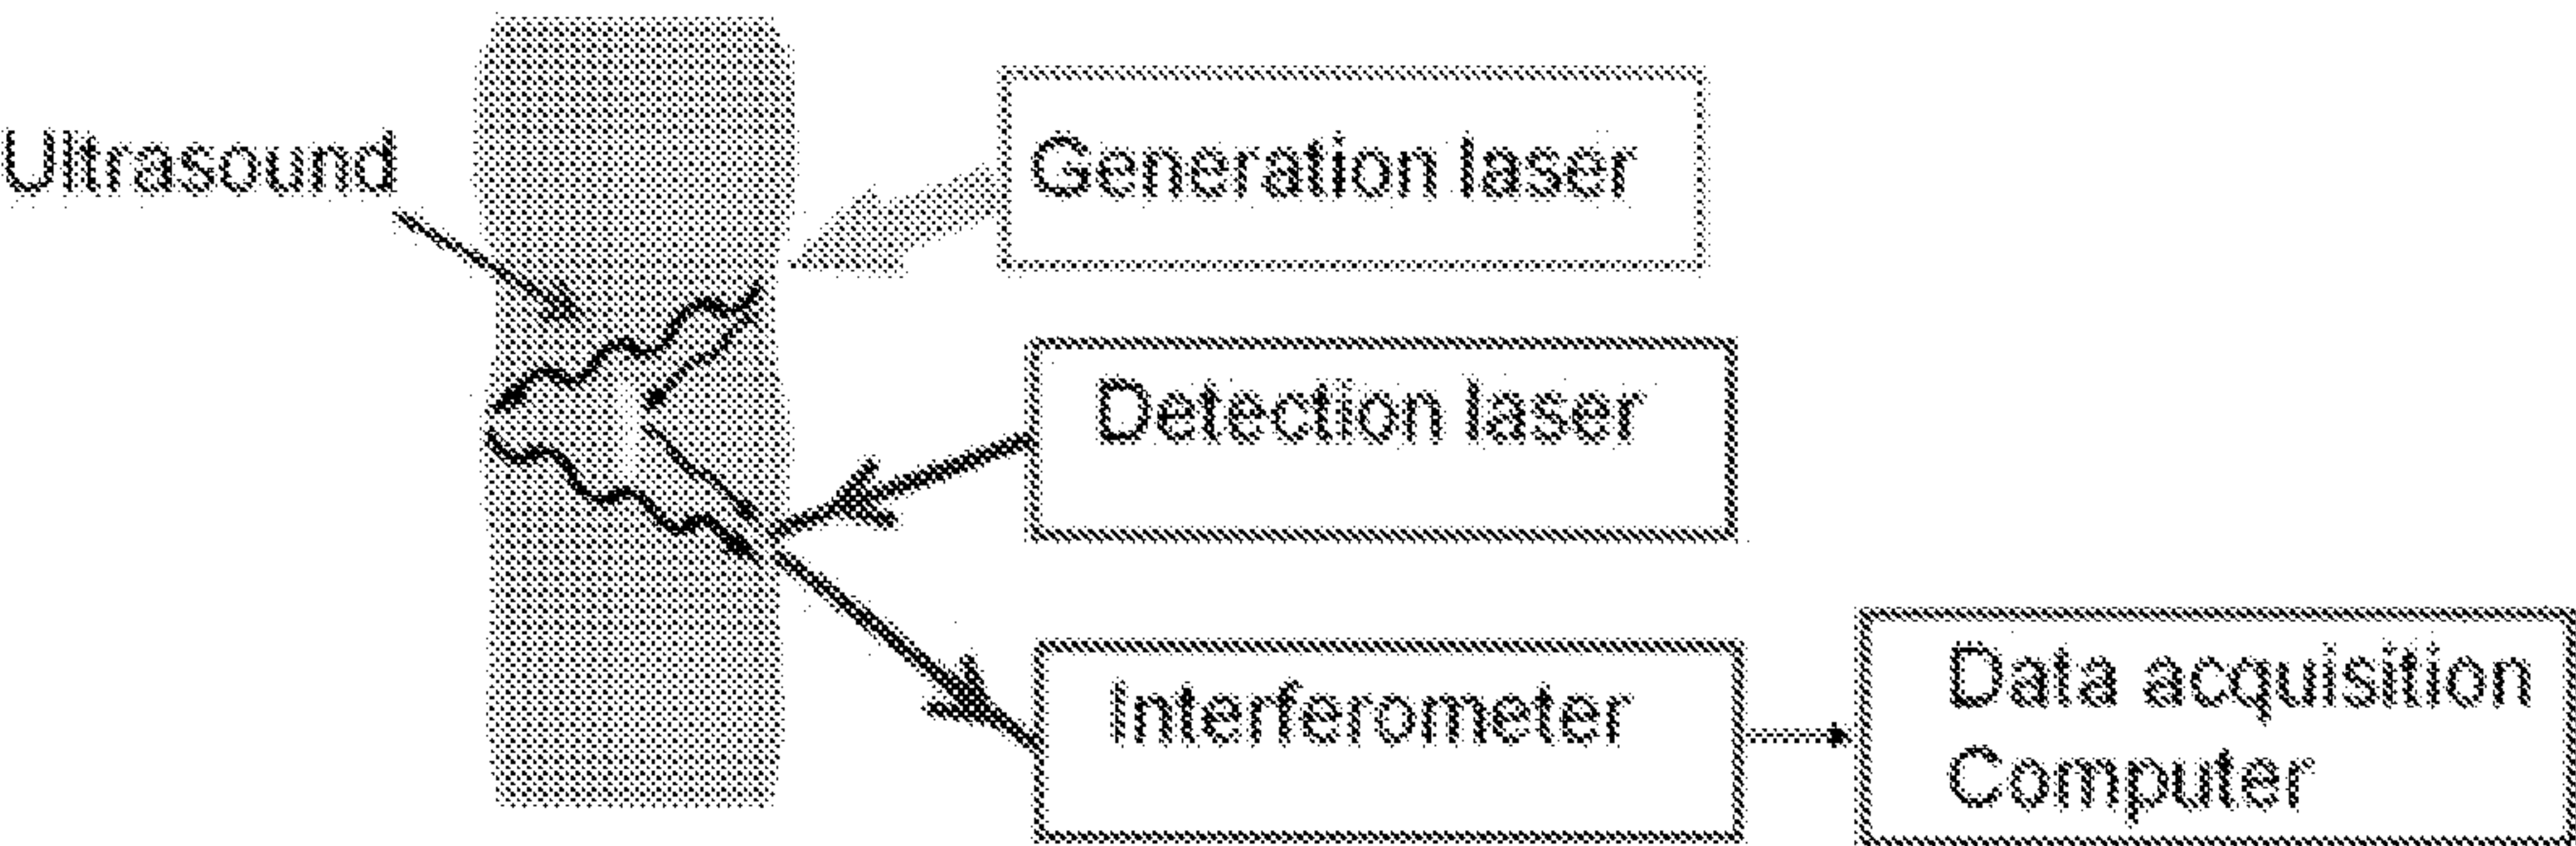 Ultrasound
Generation laser
Detection laser
Interferometer
Data acquisition
Computer